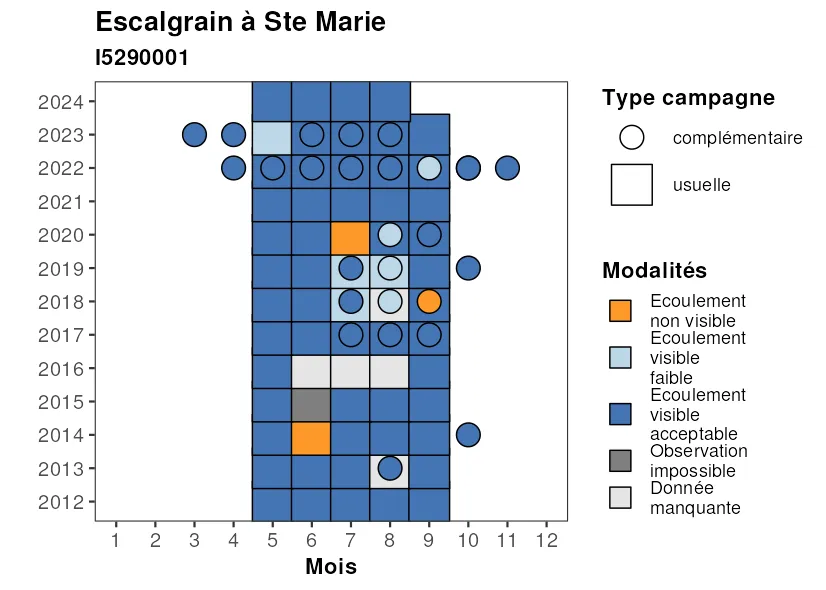 Escalgrain à Ste Marie
I5290001
2024
2023
2022
2021
2020
2019
2018
2017
2016
2015
2014
2013
2012
1 2 3 4 5 6 7 8 9 10 11 12
Mois
Type campagne
complémentaire
usuelle
Modalités
Ecoulement
non visible
Ecoulement
visible
faible
Ecoulement
visible
acceptable
Observation
impossible
Donnée
manquante